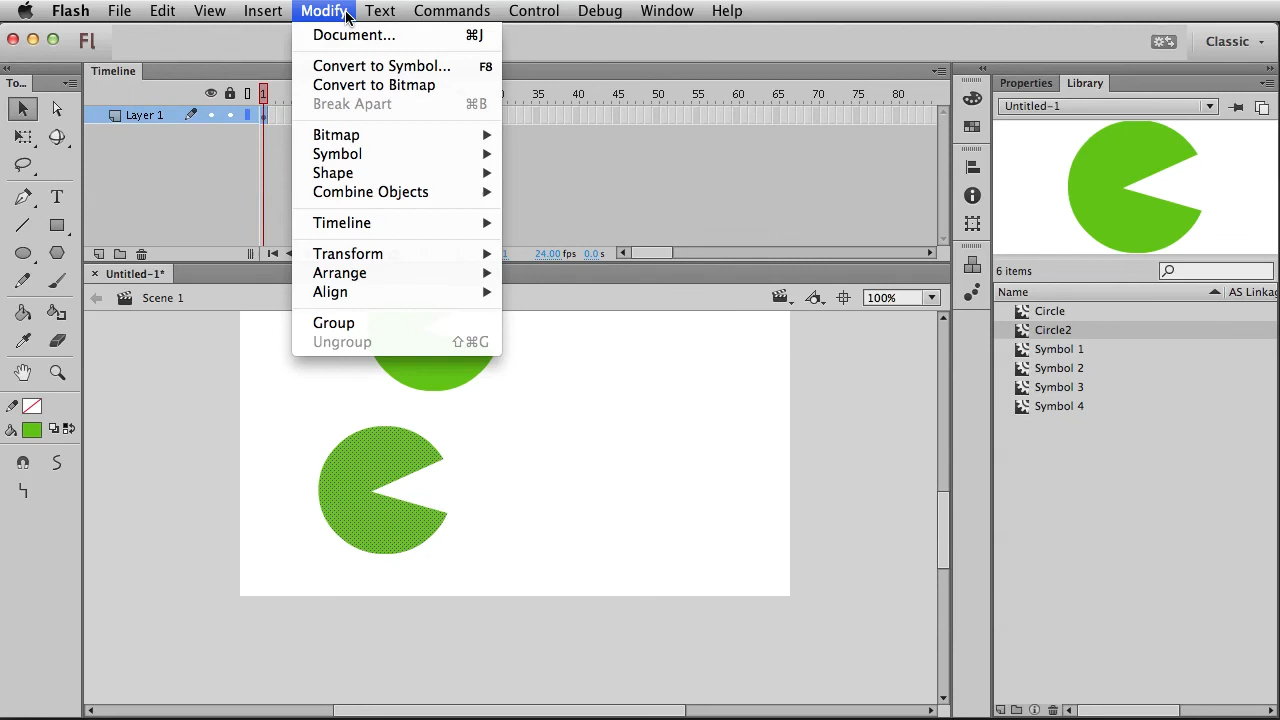 Flash File Edit View Insert Modify Text Commands Control Debug Window Help
Fl Classic
Document... ⌘J
Convert to Symbol... F8
Convert to Bitmap
Break Apart ⌘B
Bitmap
Symbol
Shape
Combine Objects
Timeline
Transform
Arrange
Align
Group
Ungroup ⇧⌘G
To...
Timeline
1 35 40 45 50 55 60 65 70 75 80
Layer 1
24.00 fps 0.0 s
Untitled-1*
Scene 1
100%
Properties Library
Untitled-1
6 items
Name AS Linkag
Circle
Circle2
Symbol 1
Symbol 2
Symbol 3
Symbol 4